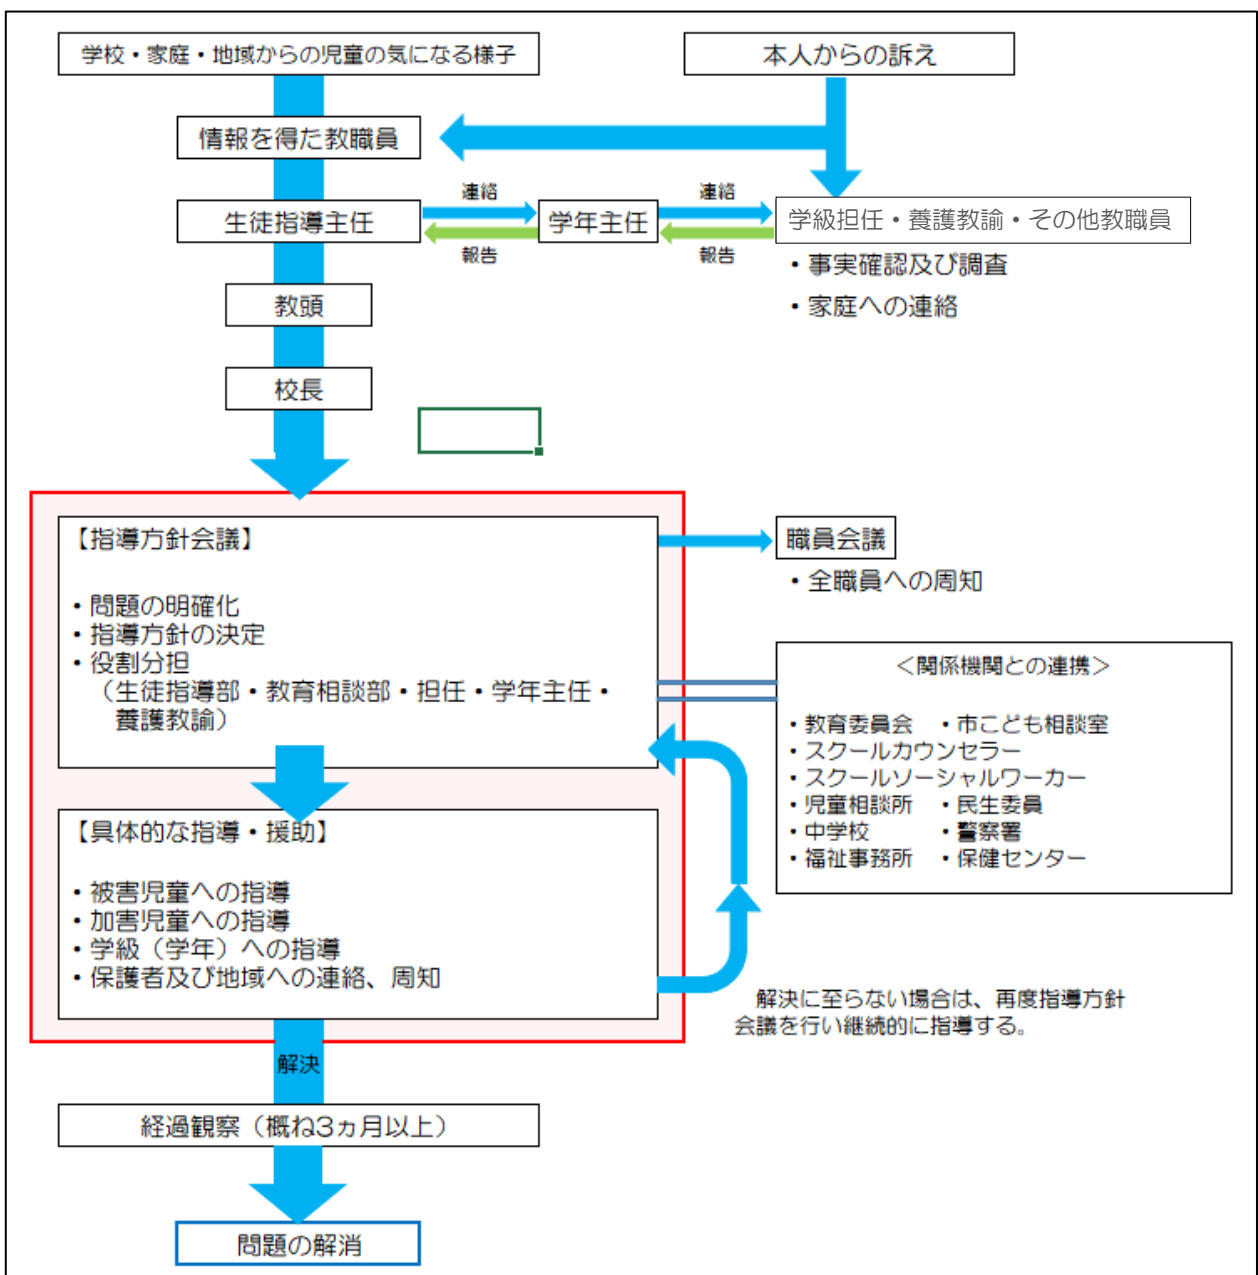 学校・家庭・地域からの児童の気になる様子
本人からの訴え
情報を得た教職員
生徒指導主任
連絡
報告
学年主任
連絡
報告
学級担任・養護教諭・その他教職員
・事実確認及び調査
・家庭への連絡
教頭
校長
【指導方針会議】
・問題の明確化
・指導方針の決定
・役割分担
（生徒指導部・教育相談部・担任・学年主任・
養護教諭）
職員会議
・全職員への周知
＜関係機関との連携＞
・教育委員会　・市こども相談室
・スクールカウンセラー
・スクールソーシャルワーカー
・児童相談所　・民生委員
・中学校　・警察署
・福祉事務所　・保健センター
【具体的な指導・援助】
・被害児童への指導
・加害児童への指導
・学級（学年）への指導
・保護者及び地域への連絡、周知
解決に至らない場合は、再度指導方針
会議を行い継続的に指導する。
解決
経過観察（概ね3ヵ月以上）
問題の解消